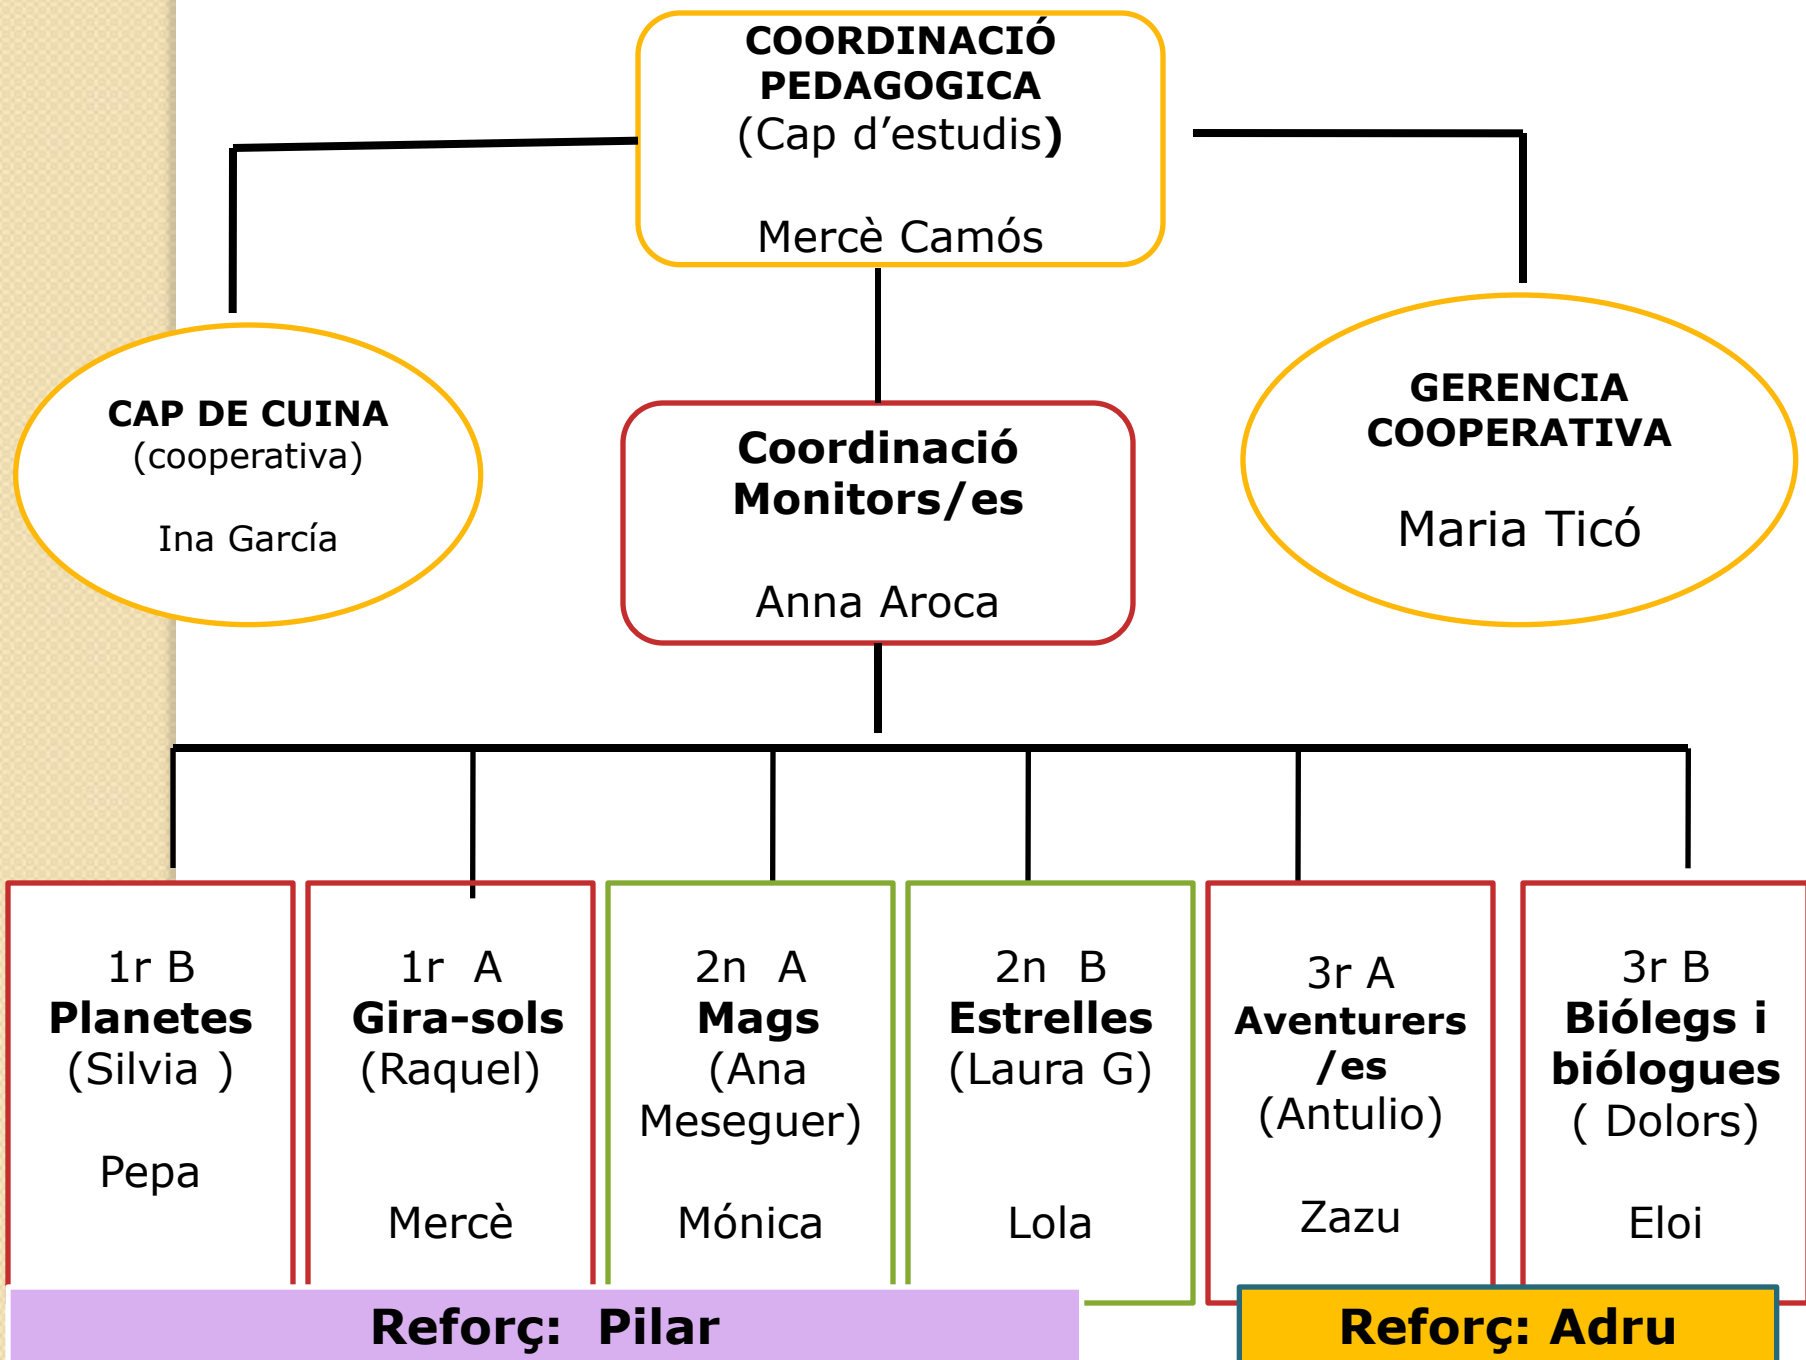 COORDINACIÓ
PEDAGOGICA
(Cap d’estudis)
Mercè Camós
CAP DE CUINA
(cooperativa)
Ina García
Coordinació
Monitors/es
Anna Aroca
GERENCIA
COOPERATIVA
Maria Ticó
1r B
Planetes
(Silvia )
Pepa
1r A
Gira-sols
(Raquel)
Mercè
2n A
Mags
(Ana
Meseguer)
Mónica
2n B
Estrelles
(Laura G)
Lola
3r A
Aventurers
/es
(Antulio)
Zazu
3r B
Biólegs i
biólogues
( Dolors)
Eloi
Reforç: Pilar
Reforç: Adru